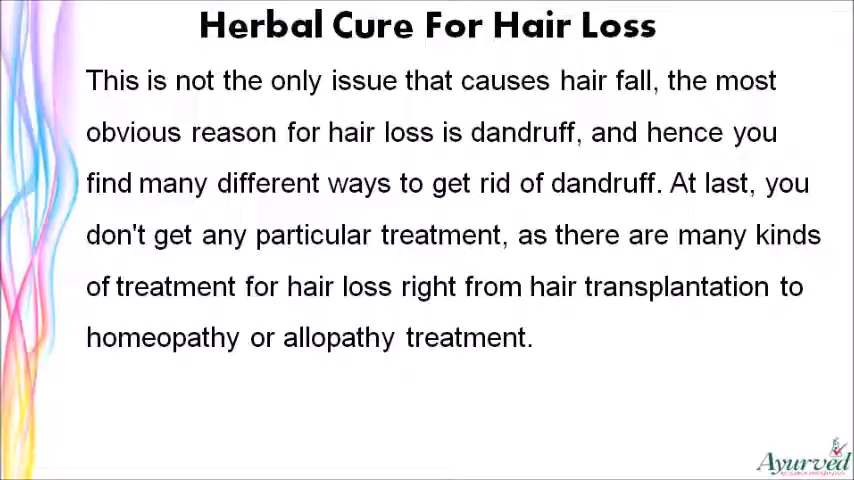 Herbal Cure For Hair Loss
This is not the only issue that causes hair fall, the most
obvious reason for hair loss is dandruff, and hence you
find many different ways to get rid of dandruff. At last, you
don't get any particular treatment, as there are many kinds
of treatment for hair loss right from hair transplantation to
homeopathy or allopathy treatment.
Ayurved